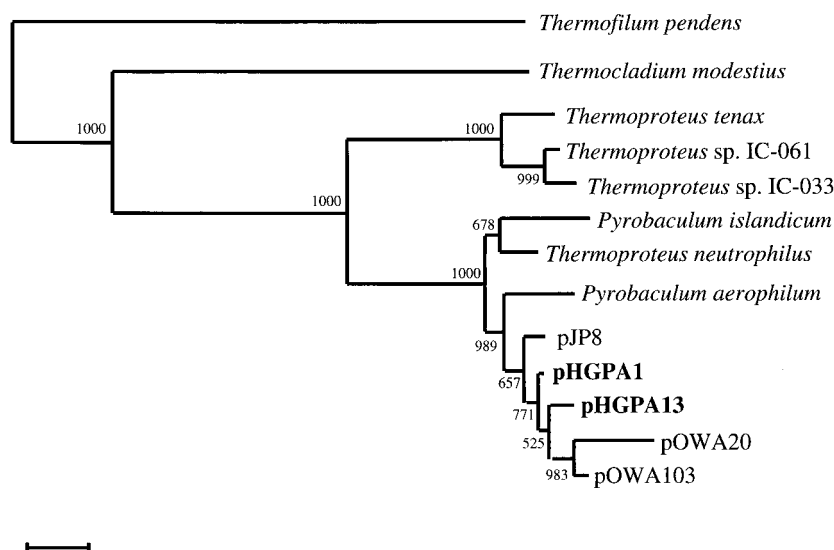 Thermofilum pendens
Thermocladium modestius
1000
1000
Thermoproteus tenax
Thermoproteus sp. IC-061
999
Thermoproteus sp. IC-033
1000
678
Pyrobaculum islandicum
Thermoproteus neutrophilus
1000
Pyrobaculum aerophilum
989
pJP8
657
pHGPA1
771
pHGPA13
525
pOWA20
983
pOWA103